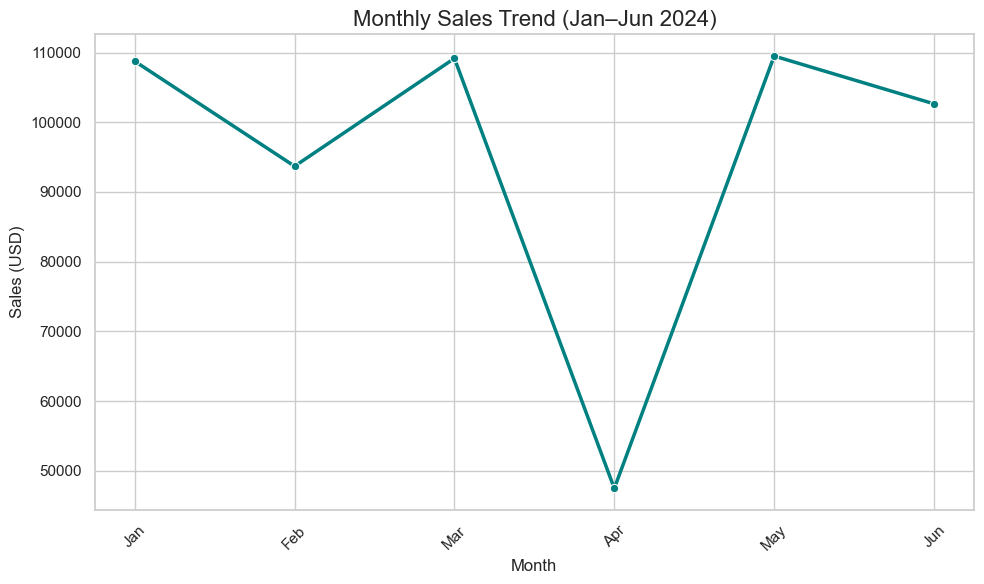 Monthly Sales Trend (Jan–Jun 2024)
110000
100000
90000
80000
70000
60000
50000
Sales (USD)
Jan
Feb
Mar
Apr
May
Jun
Month